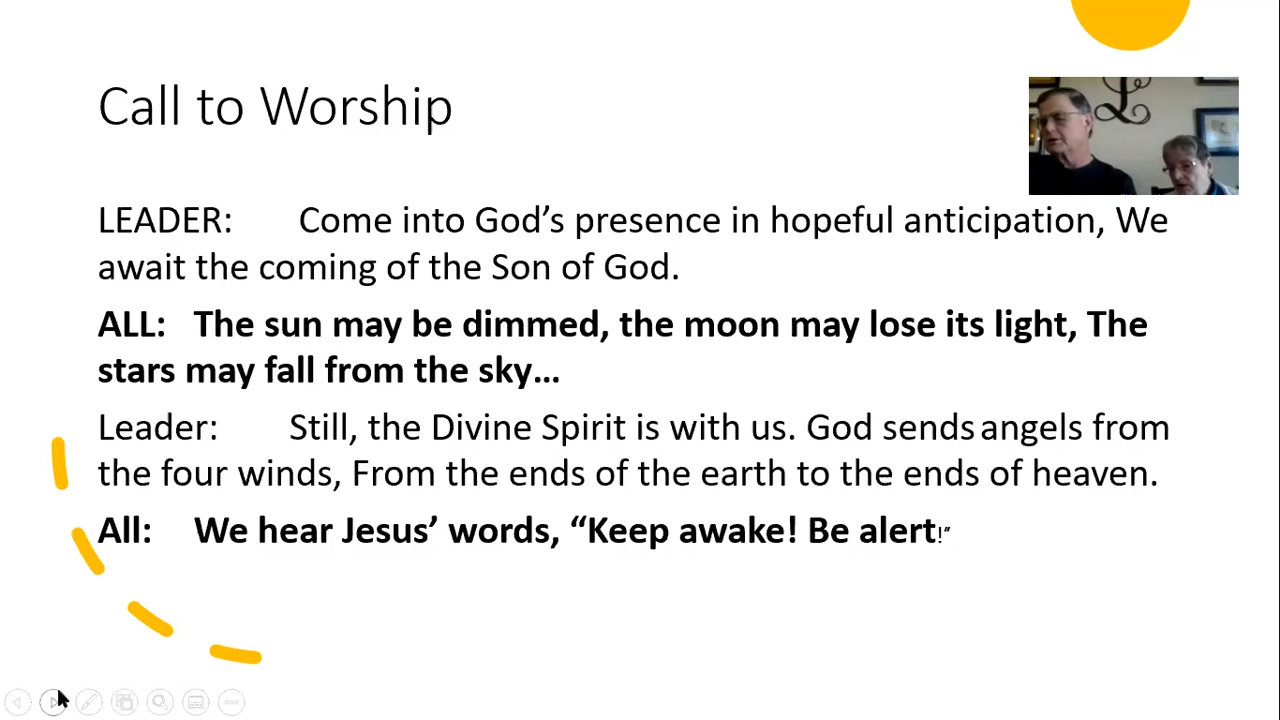 Call to Worship
LEADER: Come into God’s presence in hopeful anticipation, We
await the coming of the Son of God.
ALL: The sun may be dimmed, the moon may lose its light, The
stars may fall from the sky…
Leader: Still, the Divine Spirit is with us. God sends angels from
the four winds, From the ends of the earth to the ends of heaven.
All: We hear Jesus’ words, “Keep awake! Be alert!”